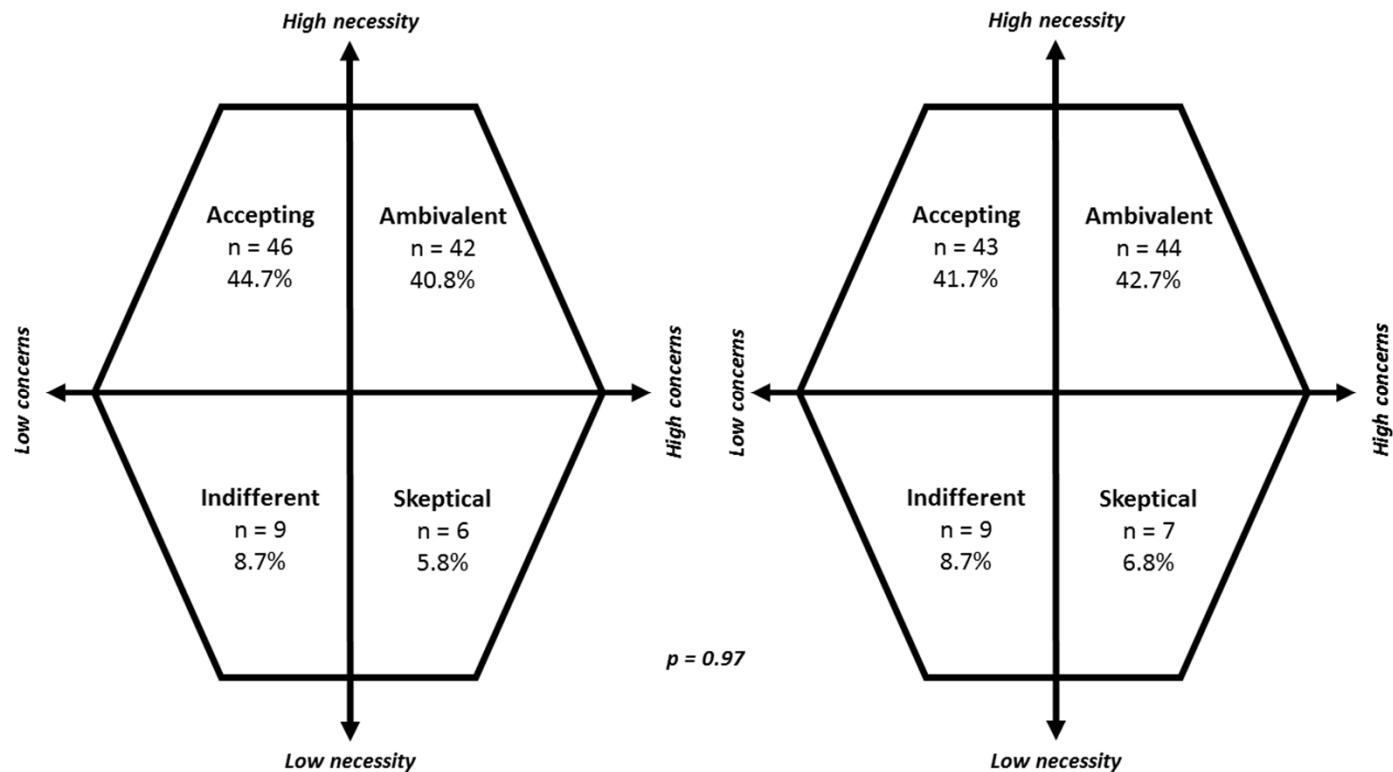 High necessity
Accepting
n = 46
44.7%
Ambivalent
n = 42
40.8%
Low concerns
High concerns
Indifferent
n = 9
8.7%
Skeptical
n = 6
5.8%
Low necessity
p = 0.97
High necessity
Accepting
n = 43
41.7%
Ambivalent
n = 44
42.7%
Low concerns
High concerns
Indifferent
n = 9
8.7%
Skeptical
n = 7
6.8%
Low necessity